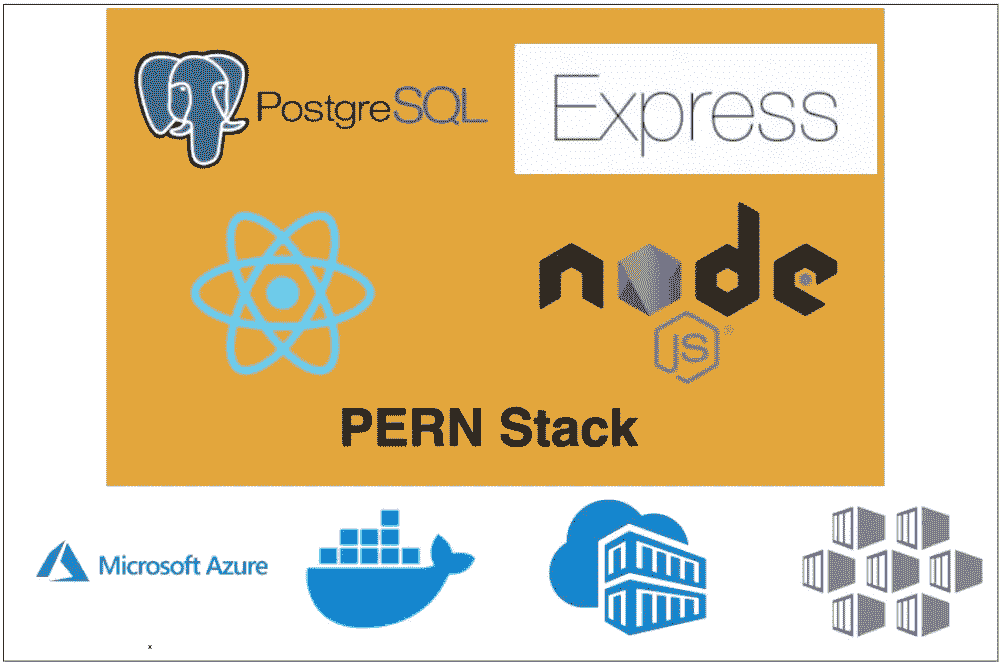 PostgreSQL
Express
node
JS®
PERN Stack
Microsoft Azure
x